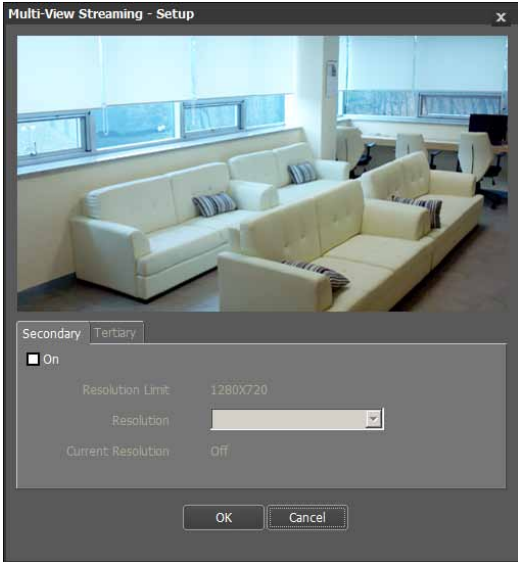 Multi-View Streaming - Setup
x
Secondary Tertiary
On
Resolution Limit 1280X720
Resolution
Current Resolution Off
OK Cancel